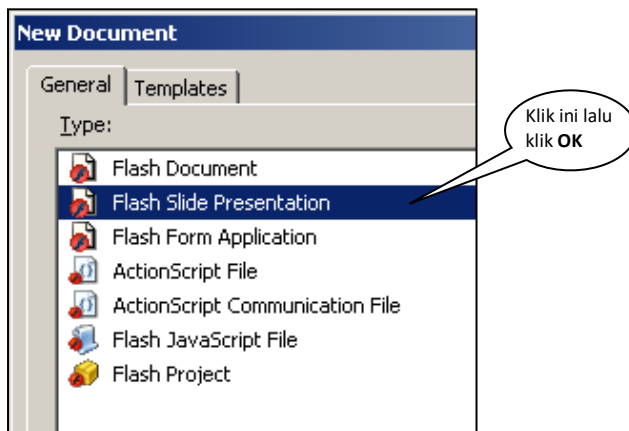 New Document
General
Templates
Type:
Klik ini lalu
klik OK
Flash Document
Flash Slide Presentation
Flash Form Application
ActionScript File
ActionScript Communication File
Flash JavaScript File
Flash Project